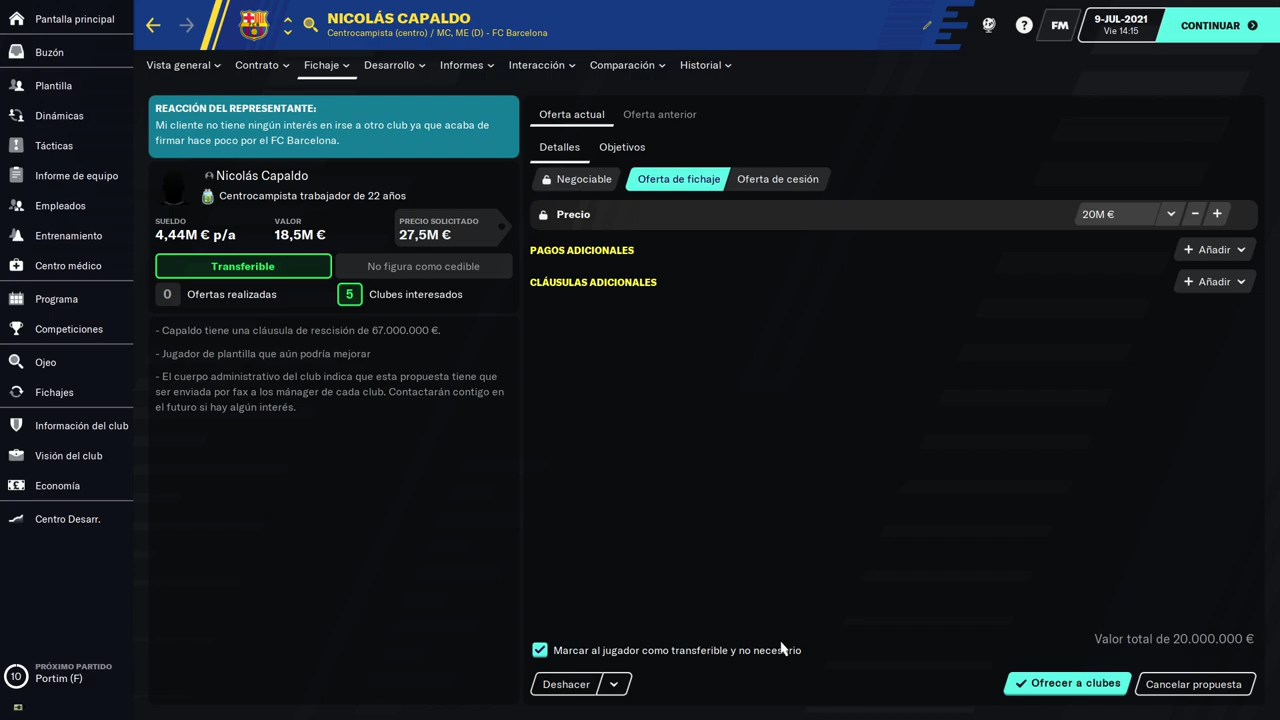 Pantalla principal
Buzón
Plantilla
Dinámicas
Tácticas
Informe de equipo
Empleados
Entrenamiento
Centro médico
Programa
Competiciones
Ojeo
Fichajes
Información del club
Visión del club
Economía
Centro Desarr.
10
PRÓXIMO PARTIDO
Portim (F)
NICOLÁS CAPALDO
Centrocampista (centro) / MC, ME (D) - FC Barcelona
?
FM
9-JUL-2021
Vie 14:15
CONTINUAR
Vista general
Contrato
Fichaje
Desarrollo
Informes
Interacción
Comparación
Historial
REACCIÓN DEL REPRESENTANTE:
Mi cliente no tiene ningún interés en irse a otro club ya que acaba de
firmar hace poco por el FC Barcelona.
Nicolás Capaldo
Centrocampista trabajador de 22 años
SUELDO
4,44M € p/a
VALOR
18,5M €
PRECIO SOLICITADO
27,5M €
Transferible
No figura como cedible
0 Ofertas realizadas
5 Clubes interesados
- Capaldo tiene una cláusula de rescisión de 67.000.000 €.
- Jugador de plantilla que aún podría mejorar
- El cuerpo administrativo del club indica que esta propuesta tiene que
ser enviada por fax a los mánager de cada club. Contactarán contigo en
el futuro si hay algún interés.
Oferta actual
Oferta anterior
Detalles
Objetivos
Negociable
Oferta de fichaje
Oferta de cesión
Precio
20M €
PAGOS ADICIONALES
+ Añadir
CLÁUSULAS ADICIONALES
+ Añadir
Valor total de 20.000.000 €
Marcar al jugador como transferible y no necesario
Deshacer
Ofrecer a clubes
Cancelar propuesta